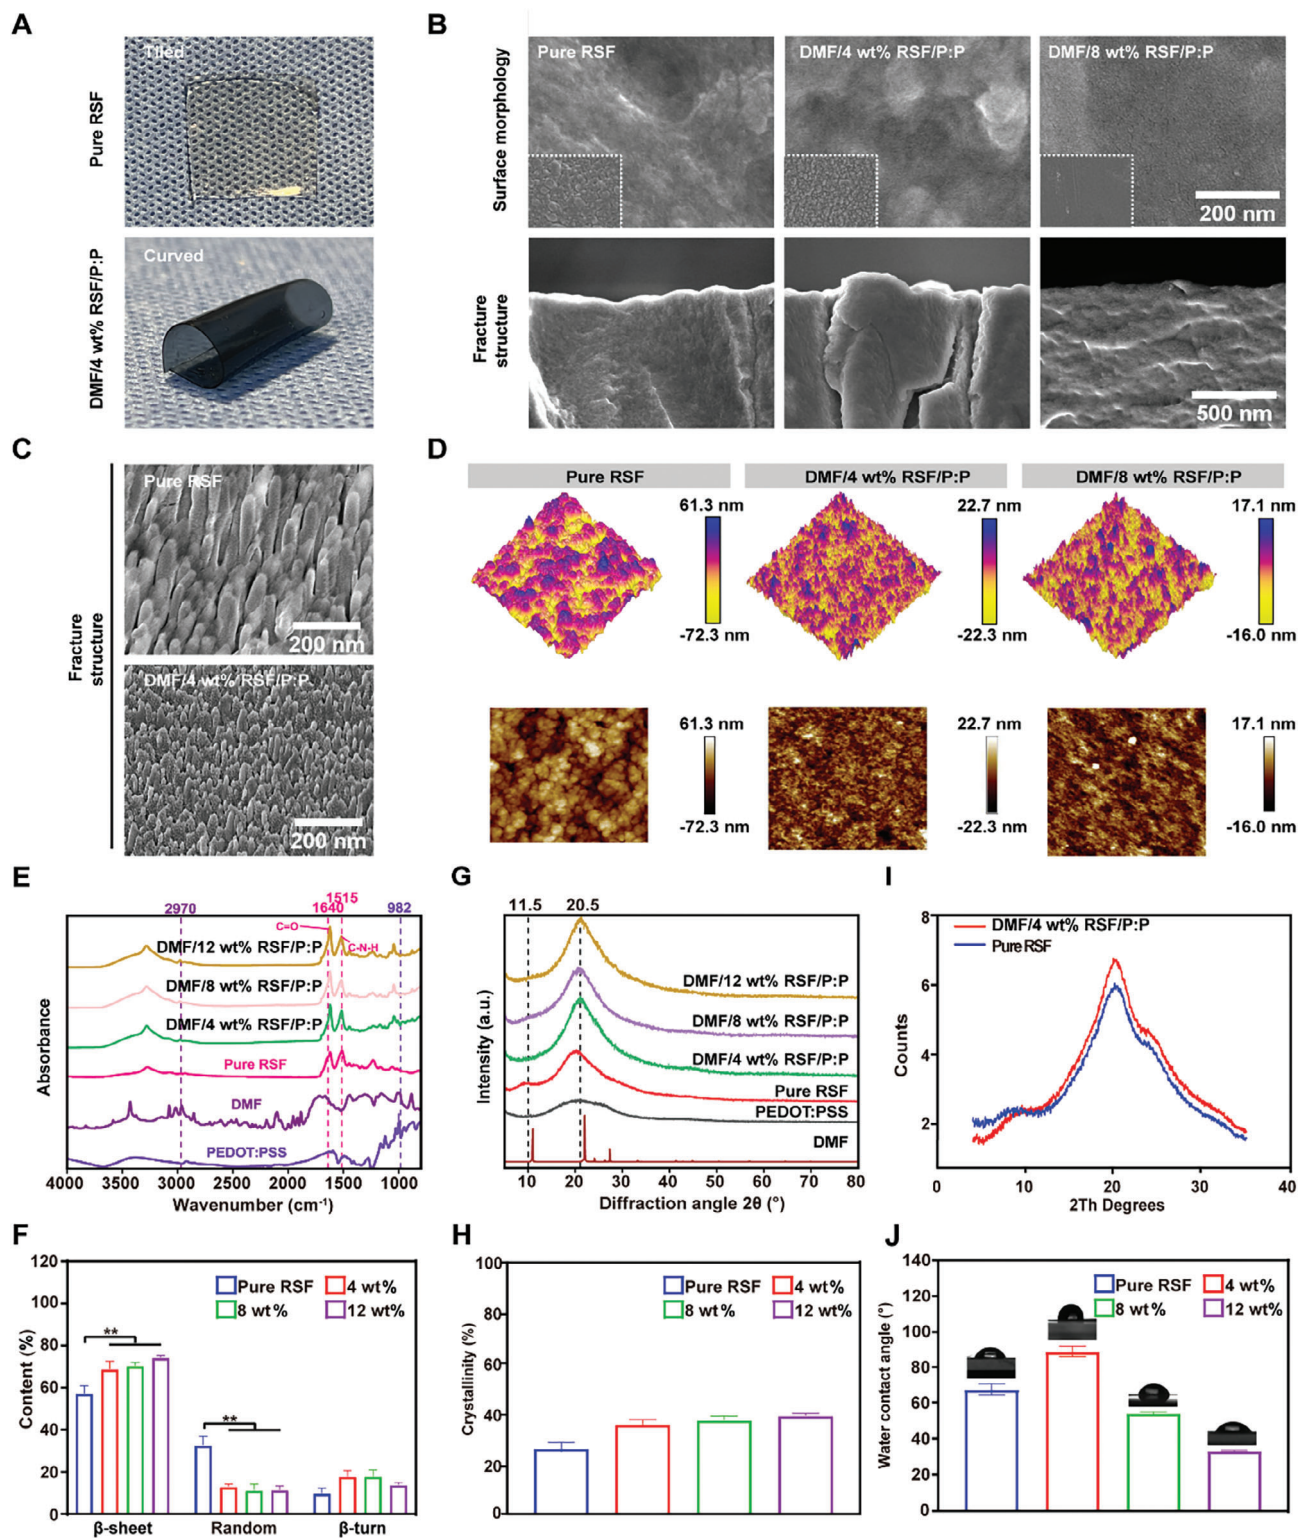 A
Pure RSF
Tiled
DMF/4 wt% RSF/P:P
Curved
B
Surface morphology
Pure RSF
DMF/4 wt% RSF/P:P
DMF/8 wt% RSF/P:P
200 nm
Fracture
structure
500 nm
C
Fracture
structure
Pure RSF
200 nm
DMF/4 wt% RSF/P:P
200 nm
D
Pure RSF
DMF/4 wt% RSF/P:P
DMF/8 wt% RSF/P:P
61.3 nm
-72.3 nm
22.7 nm
-22.3 nm
17.1 nm
-16.0 nm
61.3 nm
-72.3 nm
22.7 nm
-22.3 nm
17.1 nm
-16.0 nm
E
2970
1640
1515
982
C=O
C-N-H
DMF/12 wt% RSF/P:P
DMF/8 wt% RSF/P:P
DMF/4 wt% RSF/P:P
Pure RSF
DMF
PEDOT:PSS
Absorbance
4000 3500 3000 2500 2000 1500 1000
Wavenumber (cm⁻¹)
G
11.5
20.5
DMF/12 wt% RSF/P:P
DMF/8 wt% RSF/P:P
DMF/4 wt% RSF/P:P
Pure RSF
PEDOT:PSS
DMF
Intensity (a.u.)
10 20 30 40 50 60 70 80
Diffraction angle 2θ (°)
I
DMF/4 wt% RSF/P:P
Pure RSF
Counts
8
6
4
2
0 10 20 30 40
2Th Degrees
F
Content (%)
120
100
80
60
40
20
0
Pure RSF
4 wt%
8 wt%
12 wt%
**
**
β-sheet
Random
β-turn
H
Crystallinity (%)
100
80
60
40
20
0
Pure RSF
4 wt%
8 wt%
12 wt%
J
Water contact angle (°)
140
120
100
80
60
40
20
0
Pure RSF
4 wt%
8 wt%
12 wt%